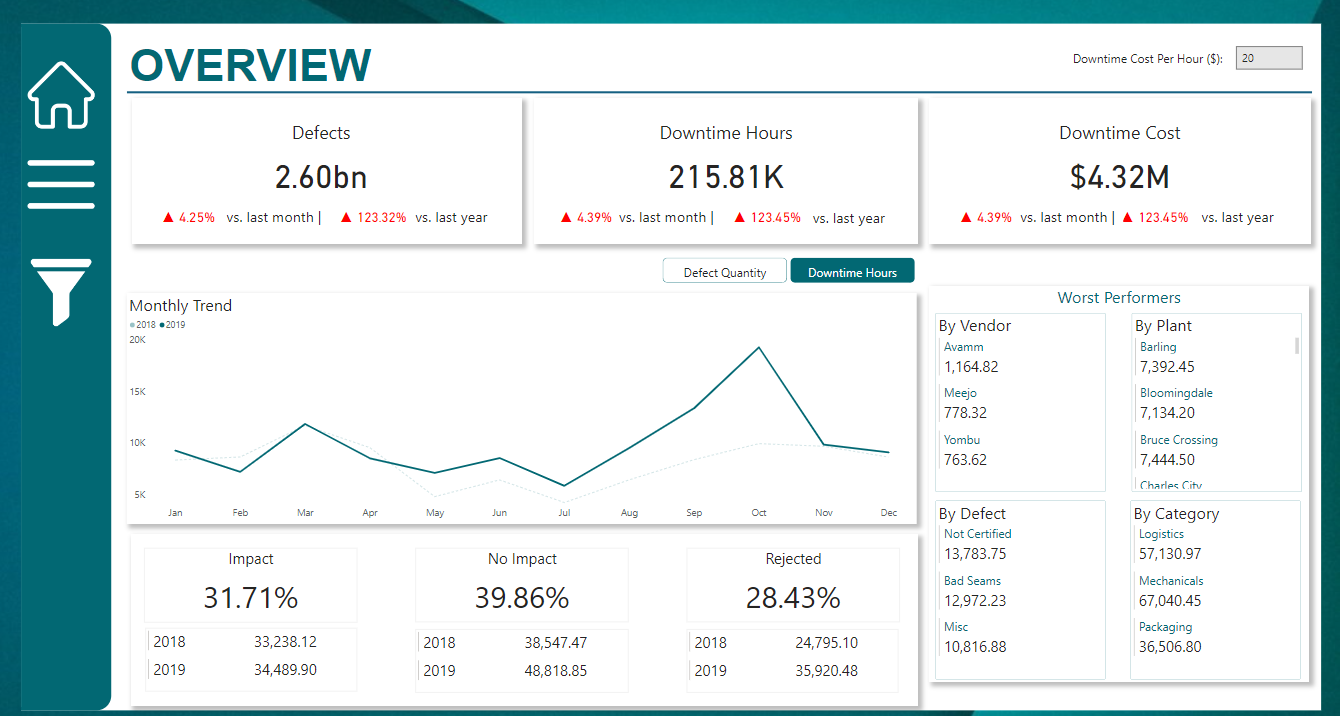 OVERVIEW
Downtime Cost Per Hour ($): 20
Defects
2.60bn
▲ 4.25% vs. last month | ▲ 123.32% vs. last year
Downtime Hours
215.81K
▲ 4.39% vs. last month | ▲ 123.45% vs. last year
Downtime Cost
$4.32M
▲ 4.39% vs. last month | ▲ 123.45% vs. last year
Defect Quantity
Downtime Hours
Monthly Trend
2018 2019
20K
15K
10K
5K
Jan Feb Mar Apr May Jun Jul Aug Sep Oct Nov Dec
Impact
31.71%
2018 33,238.12
2019 34,489.90
No Impact
39.86%
2018 38,547.47
2019 48,818.85
Rejected
28.43%
2018 24,795.10
2019 35,920.48
Worst Performers
By Vendor
Avamm
1,164.82
Meejo
778.32
Yombu
763.62
By Plant
Barling
7,392.45
Bloomingdale
7,134.20
Bruce Crossing
7,444.50
Charles City
By Defect
Not Certified
13,783.75
Bad Seams
12,972.23
Misc
10,816.88
By Category
Logistics
57,130.97
Mechanicals
67,040.45
Packaging
36,506.80